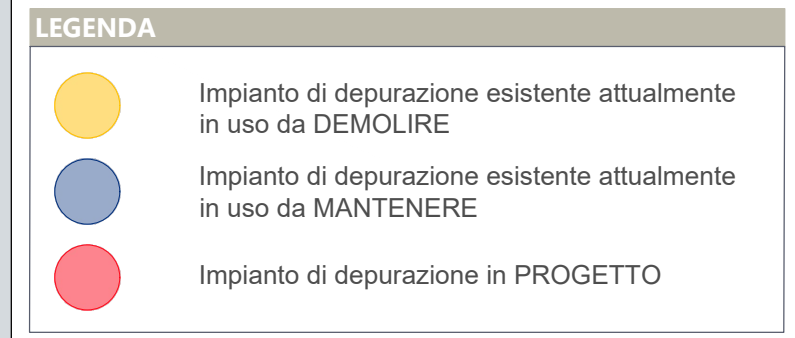 LEGENDA
Impianto di depurazione esistente attualmente
in uso da DEMOLIRE
Impianto di depurazione esistente attualmente
in uso da MANTENERE
Impianto di depurazione in PROGETTO